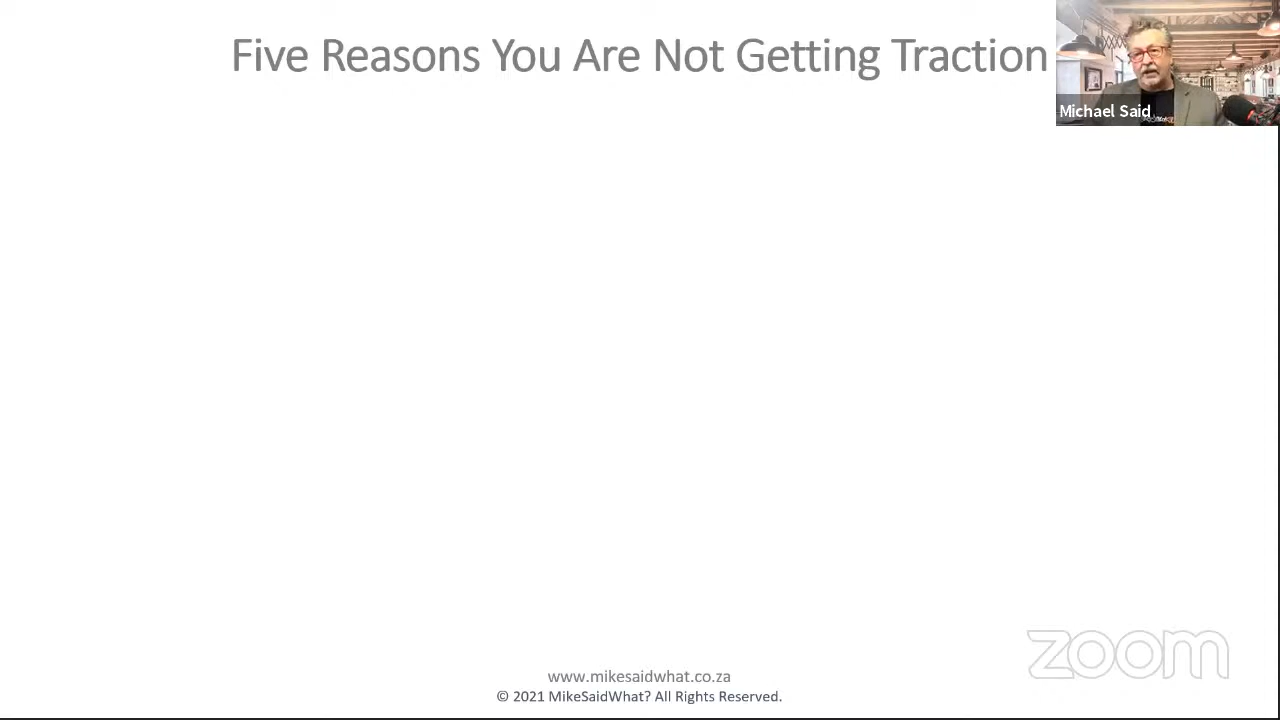 Five Reasons You Are Not Getting Traction
Michael Said
zoom
www.mikesaidwhat.co.za
© 2021 MikeSaidWhat? All Rights Reserved.